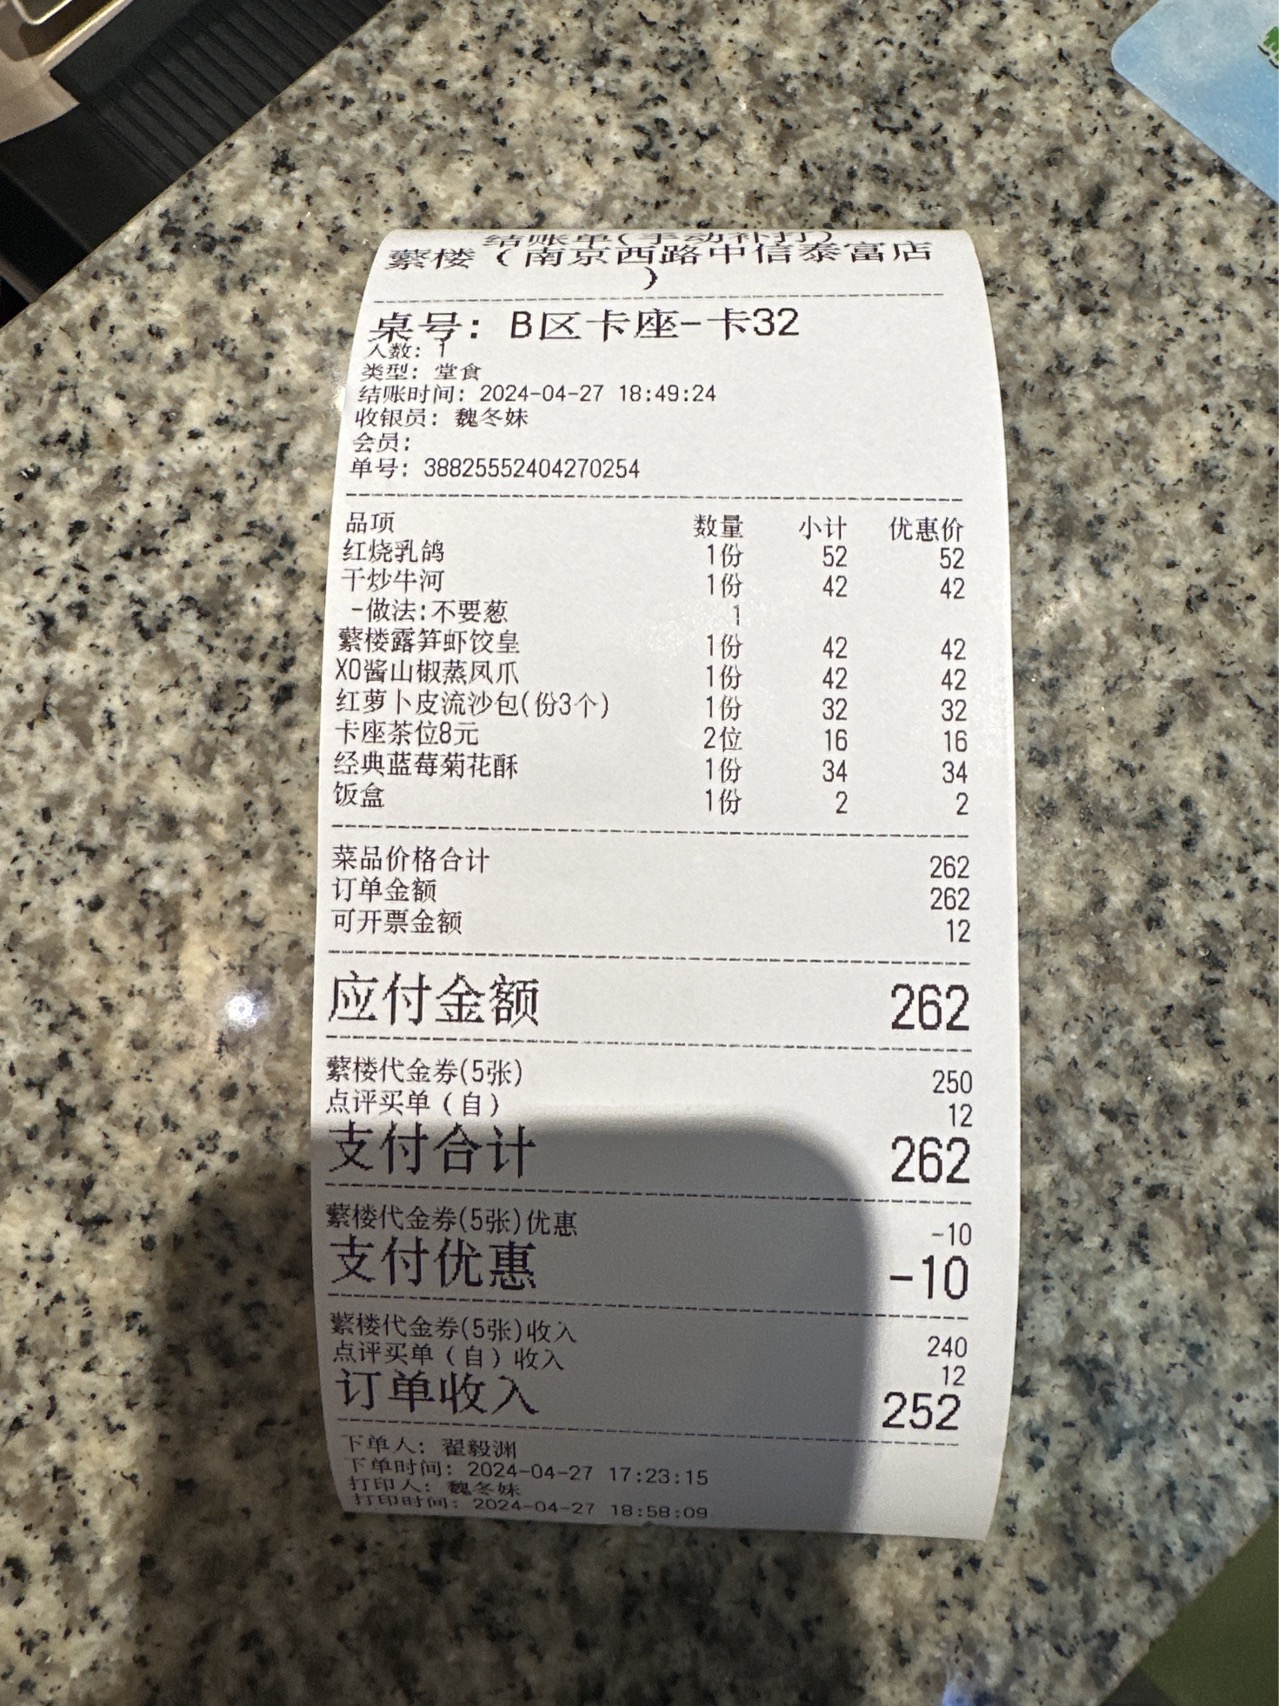 结账单(手动补打)
蘩楼（南京西路中信泰富店
）
桌号: B区卡座-卡32
人数: 1
类型: 堂食
结账时间: 2024-04-27 18:49:24
收银员: 魏冬妹
会员:
单号: 38825552404270254
品项 数量 小计 优惠价
红烧乳鸽 1份 52 52
干炒牛河 1份 42 42
-做法:不要葱 1
蘩楼露笋虾饺皇 1份 42 42
XO酱山椒蒸凤爪 1份 42 42
红萝卜皮流沙包(份3个) 1份 32 32
卡座茶位8元 2位 16 16
经典蓝莓菊花酥 1份 34 34
饭盒 1份 2 2
菜品价格合计 262
订单金额 262
可开票金额 12
应付金额 262
蘩楼代金券(5张) 250
点评买单（自） 12
支付合计 262
蘩楼代金券(5张)优惠 -10
支付优惠 -10
蘩楼代金券(5张)收入 240
点评买单（自）收入 12
订单收入 252
下单人: 翟毅渊
下单时间: 2024-04-27 17:23:15
打印人: 魏冬妹
打印时间: 2024-04-27 18:58:09